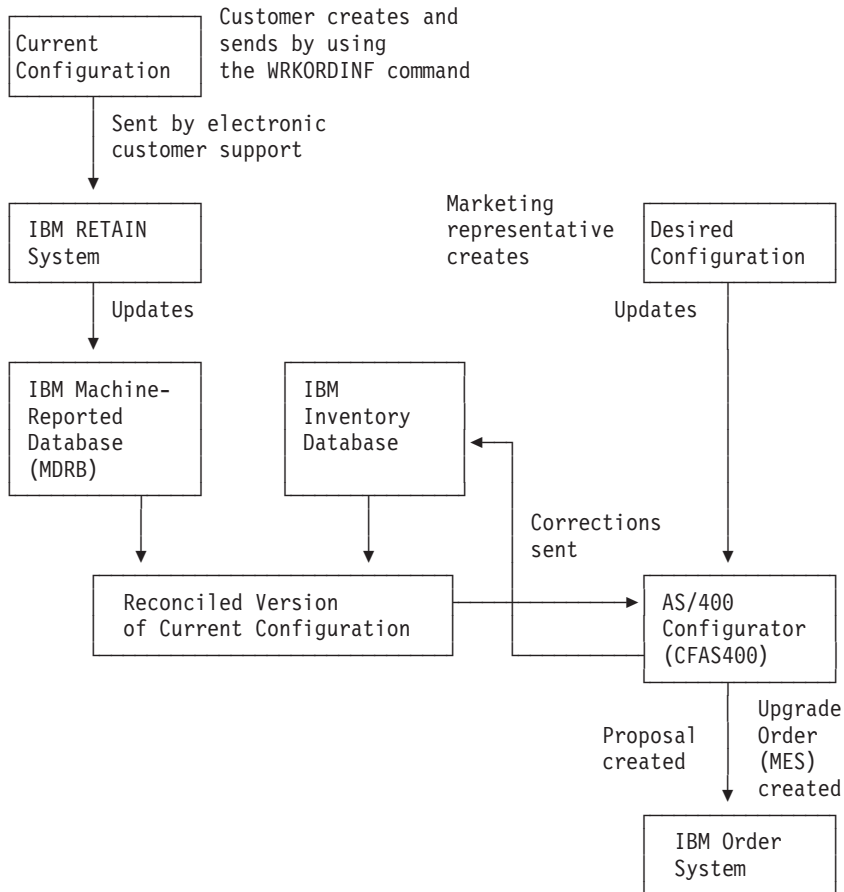 Customer creates and
sends by using
the WRKORDINF command
Current
Configuration
Sent by electronic
customer support
IBM RETAIN
System
Marketing
representative
creates
Desired
Configuration
Updates
Updates
IBM Machine-
Reported
Database
(MDRB)
IBM
Inventory
Database
Corrections
sent
Reconciled Version
of Current Configuration
AS/400
Configurator
(CFAS400)
Proposal
created
Upgrade
Order
(MES)
created
IBM Order
System